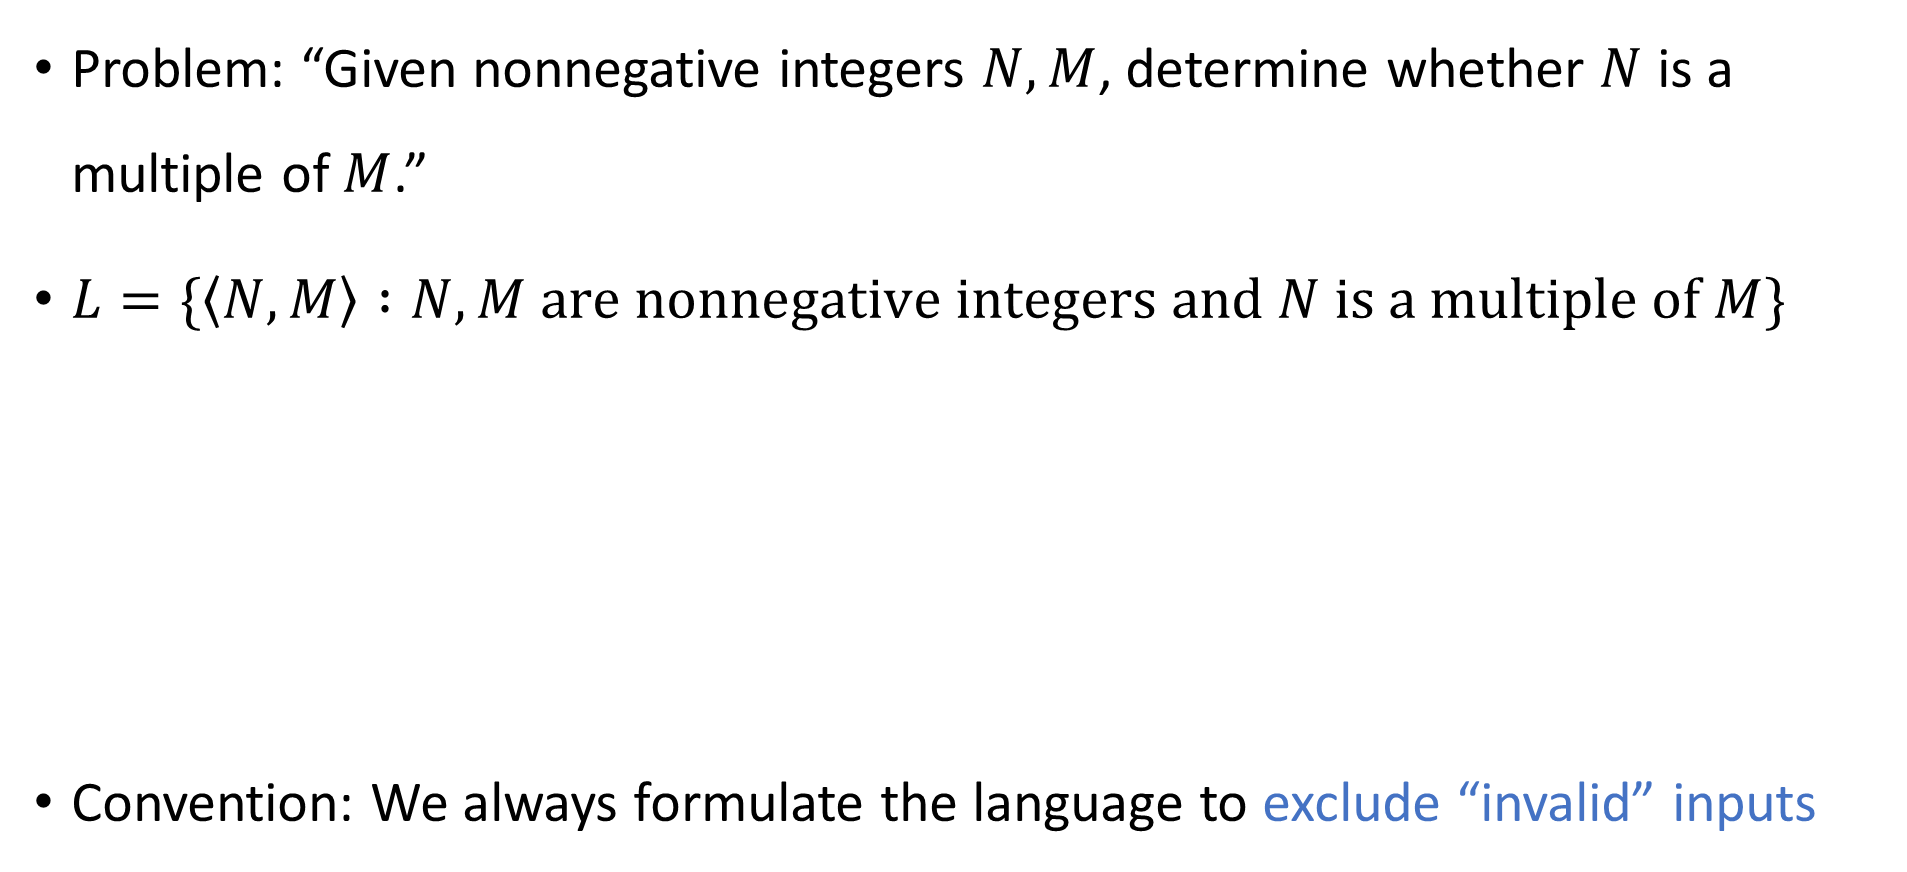 • Problem: “Given nonnegative integers N, M, determine whether N is a
multiple of M.”
• L = {⟨N, M⟩ : N, M are nonnegative integers and N is a multiple of M}
• Convention: We always formulate the language to exclude “invalid” inputs